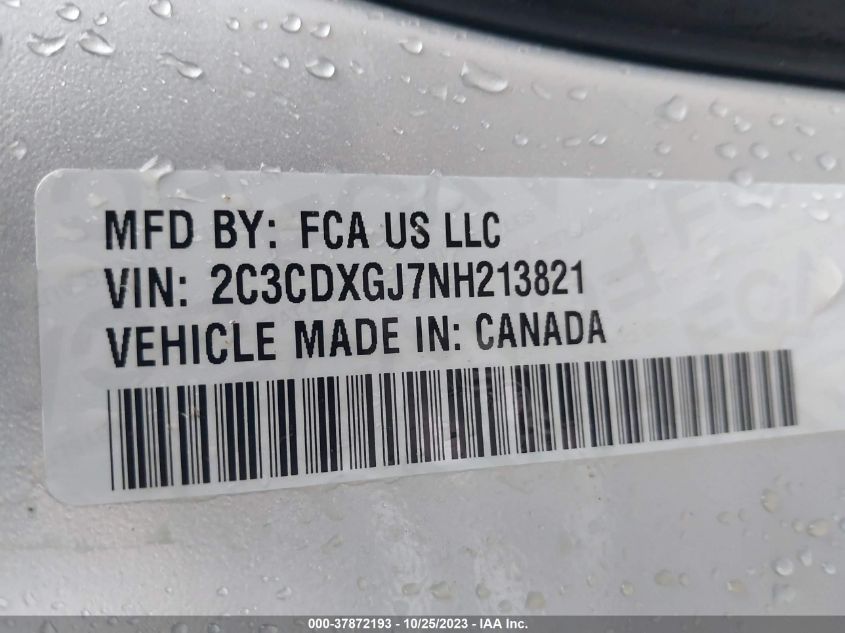 MFD BY: FCA US LLC
VIN: 2C3CDXGJ7NH213821
VEHICLE MADE IN: CANADA
000-37872193 - 10/25/2023 - IAA Inc.